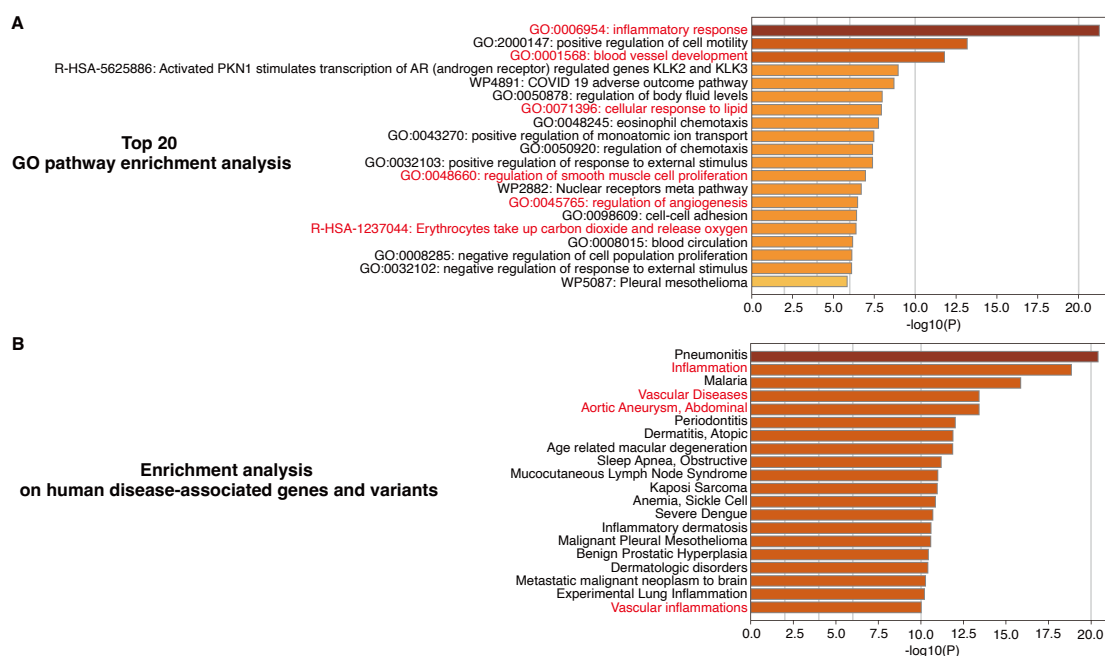 A
Top 20
GO pathway enrichment analysis
GO:0006954: inflammatory response
GO:2000147: positive regulation of cell motility
GO:0001568: blood vessel development
R-HSA-5625886: Activated PKN1 stimulates transcription of AR (androgen receptor) regulated genes KLK2 and KLK3
WP4891: COVID 19 adverse outcome pathway
GO:0050878: regulation of body fluid levels
GO:0071396: cellular response to lipid
GO:0048245: eosinophil chemotaxis
GO:0043270: positive regulation of monoatomic ion transport
GO:0050920: regulation of chemotaxis
GO:0032103: positive regulation of response to external stimulus
GO:0048660: regulation of smooth muscle cell proliferation
WP2882: Nuclear receptors meta pathway
GO:0045765: regulation of angiogenesis
GO:0098609: cell-cell adhesion
R-HSA-1237044: Erythrocytes take up carbon dioxide and release oxygen
GO:0008015: blood circulation
GO:0008285: negative regulation of cell population proliferation
GO:0032102: negative regulation of response to external stimulus
WP5087: Pleural mesothelioma
0.0 2.5 5.0 7.5 10.0 12.5 15.0 17.5 20.0
-log10(P)
B
Enrichment analysis
on human disease-associated genes and variants
Pneumonitis
Inflammation
Malaria
Vascular Diseases
Aortic Aneurysm, Abdominal
Periodontitis
Dermatitis, Atopic
Age related macular degeneration
Sleep Apnea, Obstructive
Mucocutaneous Lymph Node Syndrome
Kaposi Sarcoma
Anemia, Sickle Cell
Severe Dengue
Inflammatory dermatosis
Malignant Pleural Mesothelioma
Benign Prostatic Hyperplasia
Dermatologic disorders
Metastatic malignant neoplasm to brain
Experimental Lung Inflammation
Vascular inflammations
0.0 2.5 5.0 7.5 10.0 12.5 15.0 17.5 20.0
-log10(P)